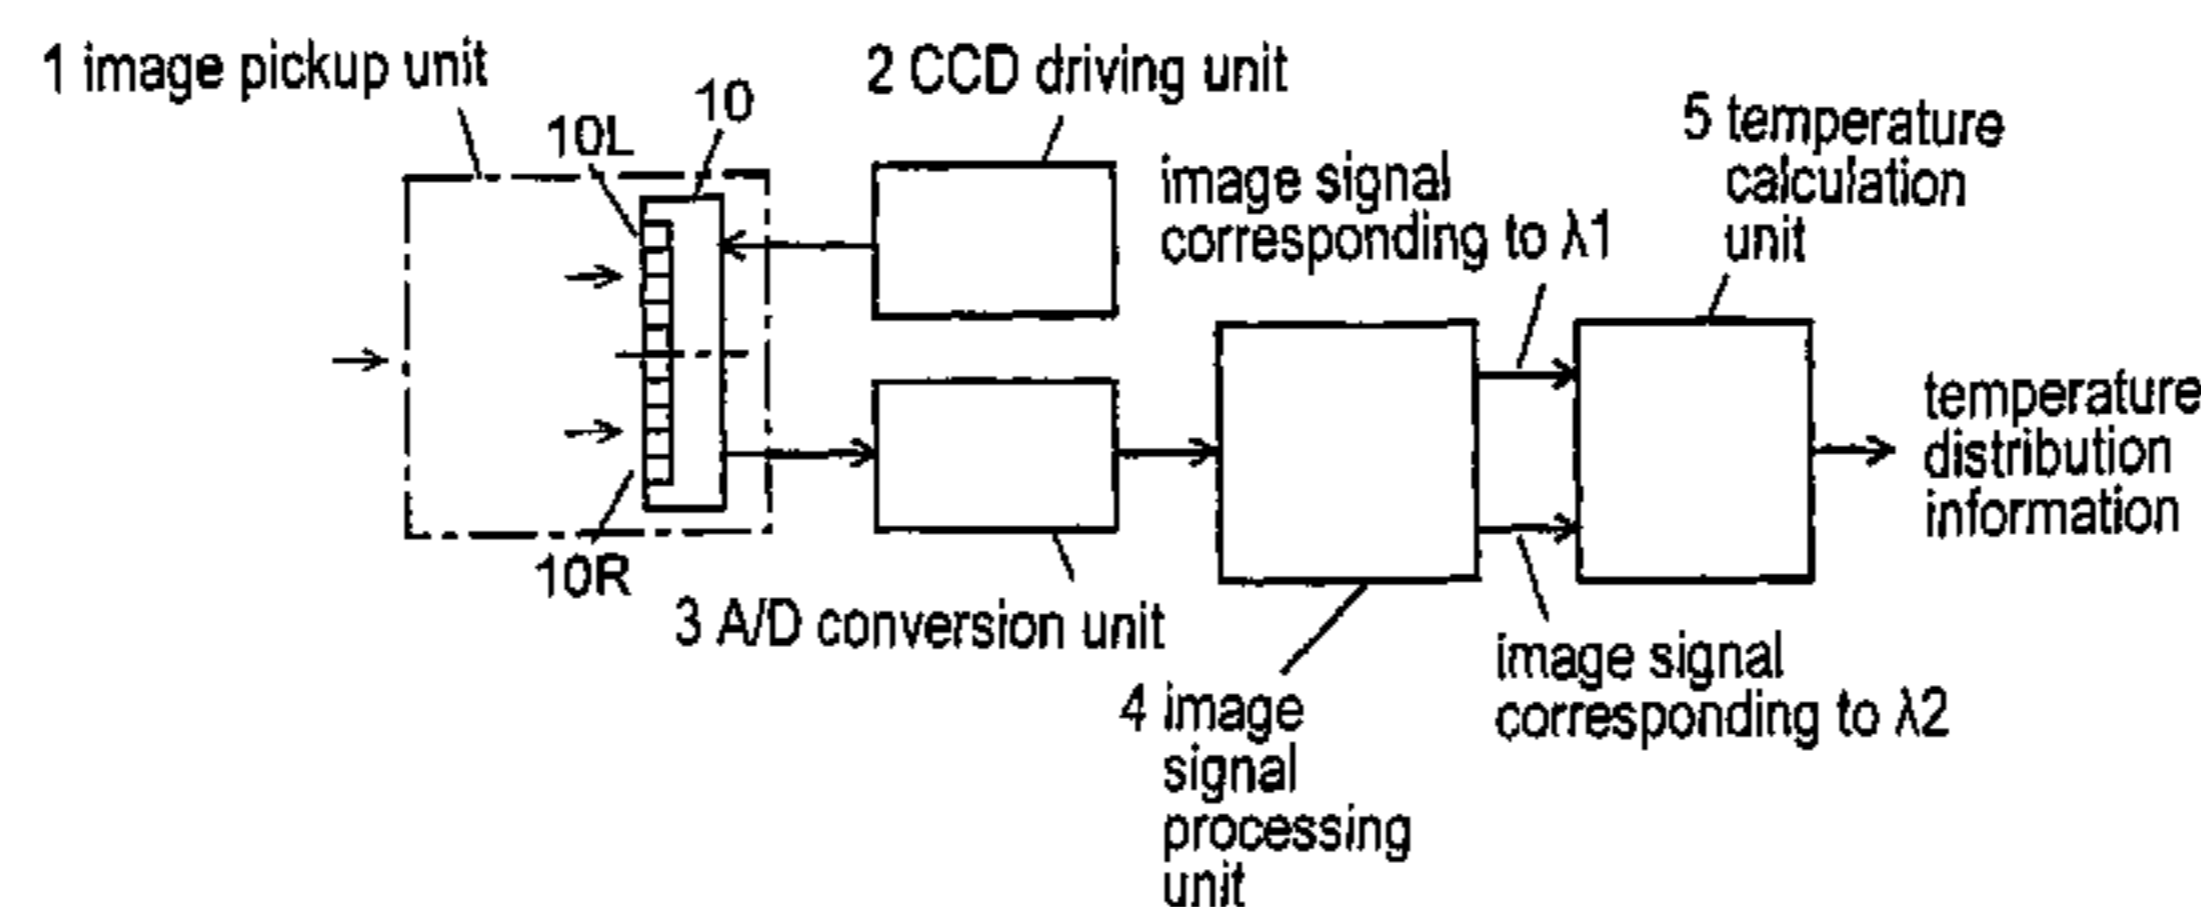 1 image pickup unit
10L
10
2 CCD driving unit
image signal
corresponding to λ1
5 temperature
calculation
unit
temperature
distribution
information
10R
3 A/D conversion unit
4 image
signal
processing
unit
image signal
corresponding to λ2